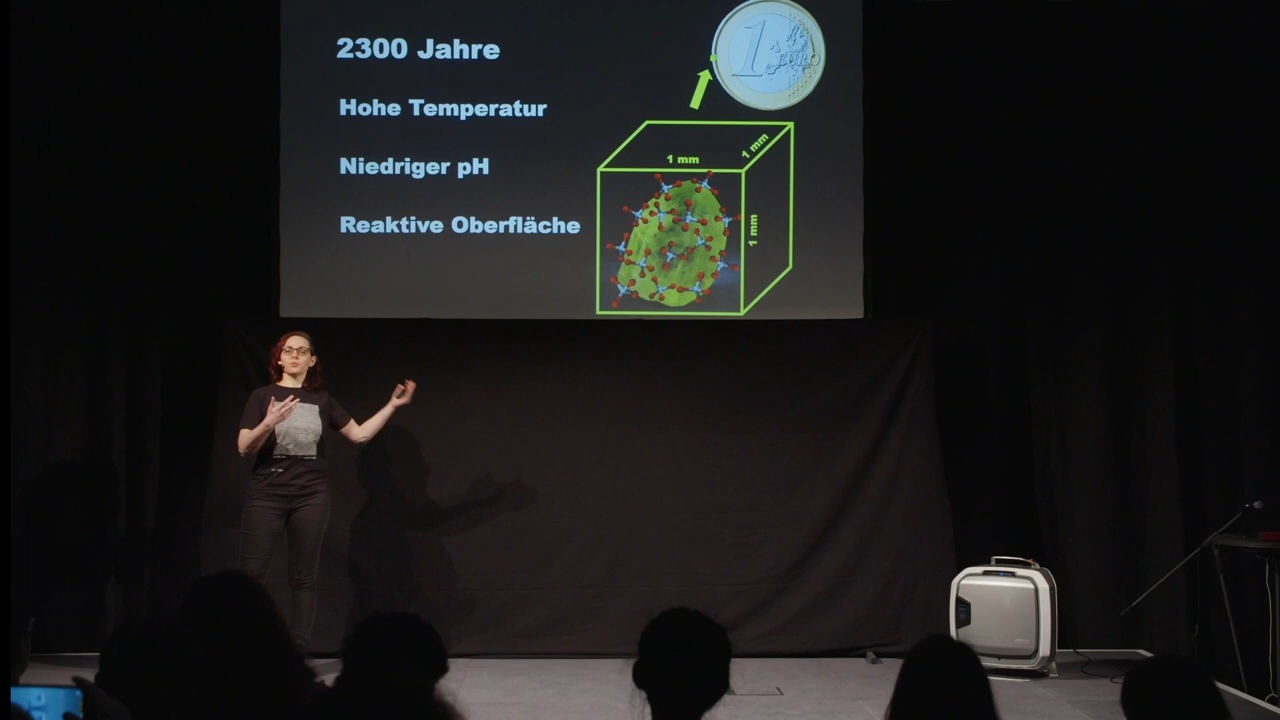 2300 Jahre
Hohe Temperatur
Niedriger pH
Reaktive Oberfläche
1 EURO
1 mm
1 mm
1 mm